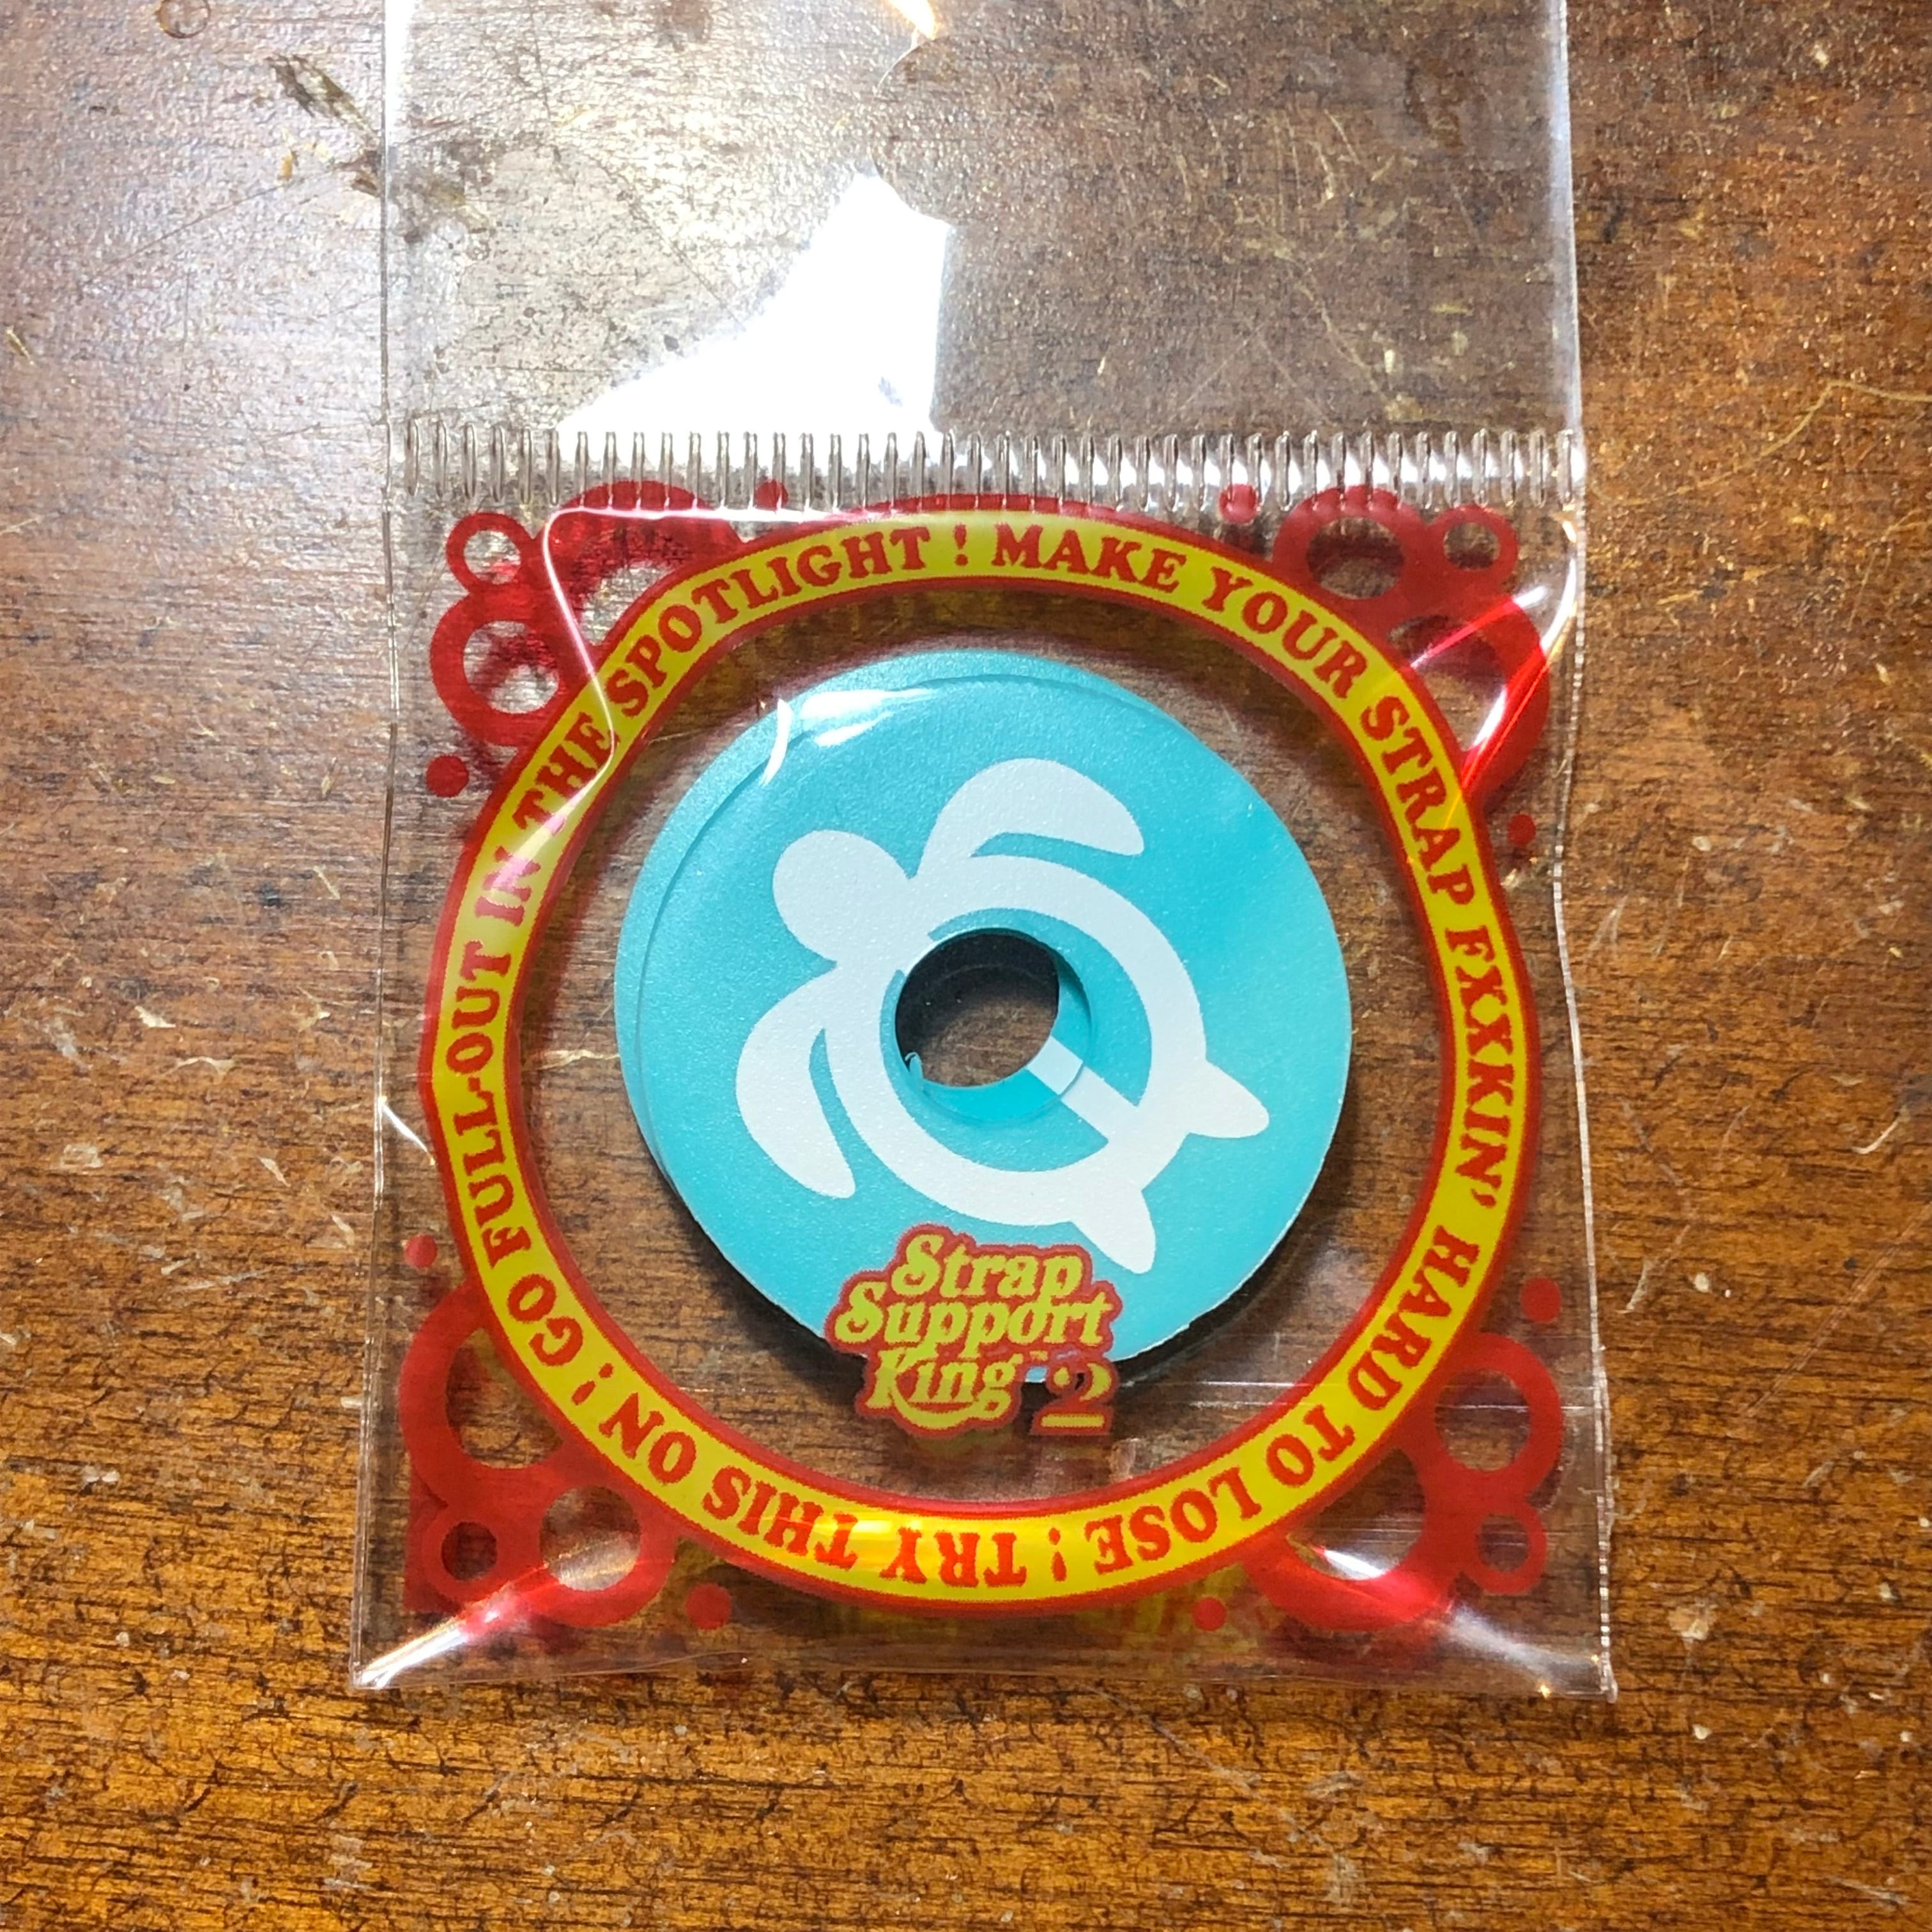 MAKE YOUR STRAP FXXKIN' HARD TO LOSE! TRY THIS ON! GO FULL-OUT IN THE SPOTLIGHT!
Strap
Support
King™ 2